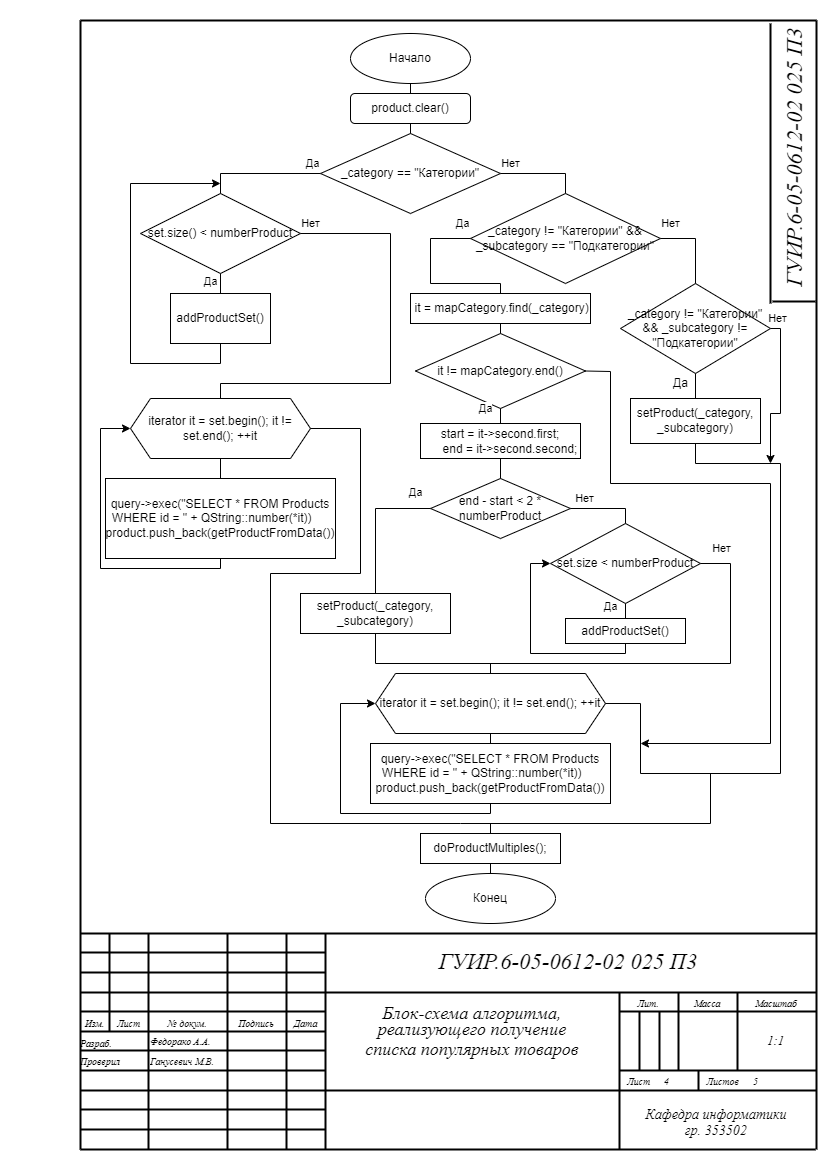 ГУИР.6-05-0612-02 025 ПЗ
Начало
product.clear()
Да
_category == "Категории"
Нет
set.size() < numberProduct
Нет
Да
addProductSet()
Да
_category != "Категории" &&
_subcategory == "Подкатегории"
Нет
it = mapCategory.find(_category)
_category != "Категории"
&& _subcategory !=
"Подкатегории"
Нет
Да
setProduct(_category,
_subcategory)
it != mapCategory.end()
Да
start = it->second.first;
end = it->second.second;
iterator it = set.begin(); it !=
set.end(); ++it
query->exec("SELECT * FROM Products
WHERE id = " + QString::number(*it))
product.push_back(getProductFromData())
Да
end - start < 2 *
numberProduct
Нет
set.size < numberProduct
Нет
Да
addProductSet()
setProduct(_category,
_subcategory)
iterator it = set.begin(); it != set.end(); ++it
query->exec("SELECT * FROM Products
WHERE id = " + QString::number(*it))
product.push_back(getProductFromData())
doProductMultiples();
Конец
ГУИР.6-05-0612-02 025 ПЗ
Изм. Лист № докум. Подпись Дата
Разраб. Федорако А.А.
Проверил Ганусевич М.В.
Блок-схема алгоритма,
реализующего получение
списка популярных товаров
Лит. Масса Масштаб
1:1
Лист 4 Листов 5
Кафедра информатики
гр. 353502